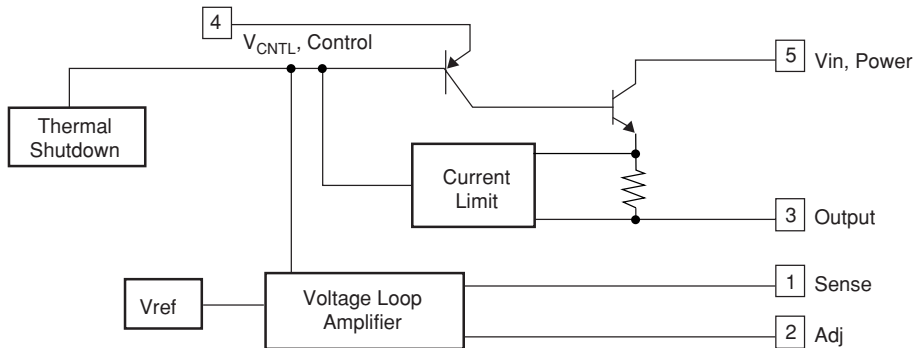 4
V_CNTL, Control
5 Vin, Power
Thermal
Shutdown
Current
Limit
3 Output
1 Sense
Vref
Voltage Loop
Amplifier
2 Adj